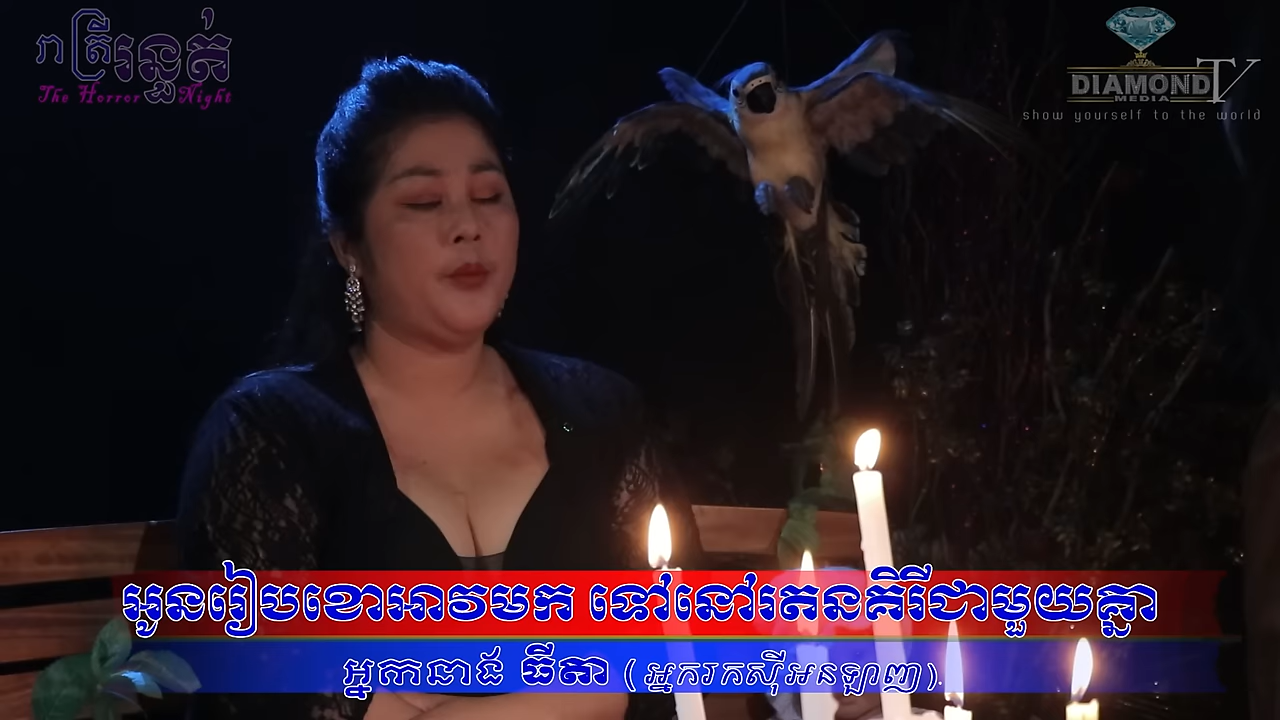 រាត្រីរន្ធត់
The Horror Night
DIAMOND TV
MEDIA
show yourself to the world
អូនរៀបខោអាវមក ទៅនៅរតនគិរីជាមួយគ្នា
អ្នកនាង ធីតា (អ្នករកស៊ីអនឡាញ).